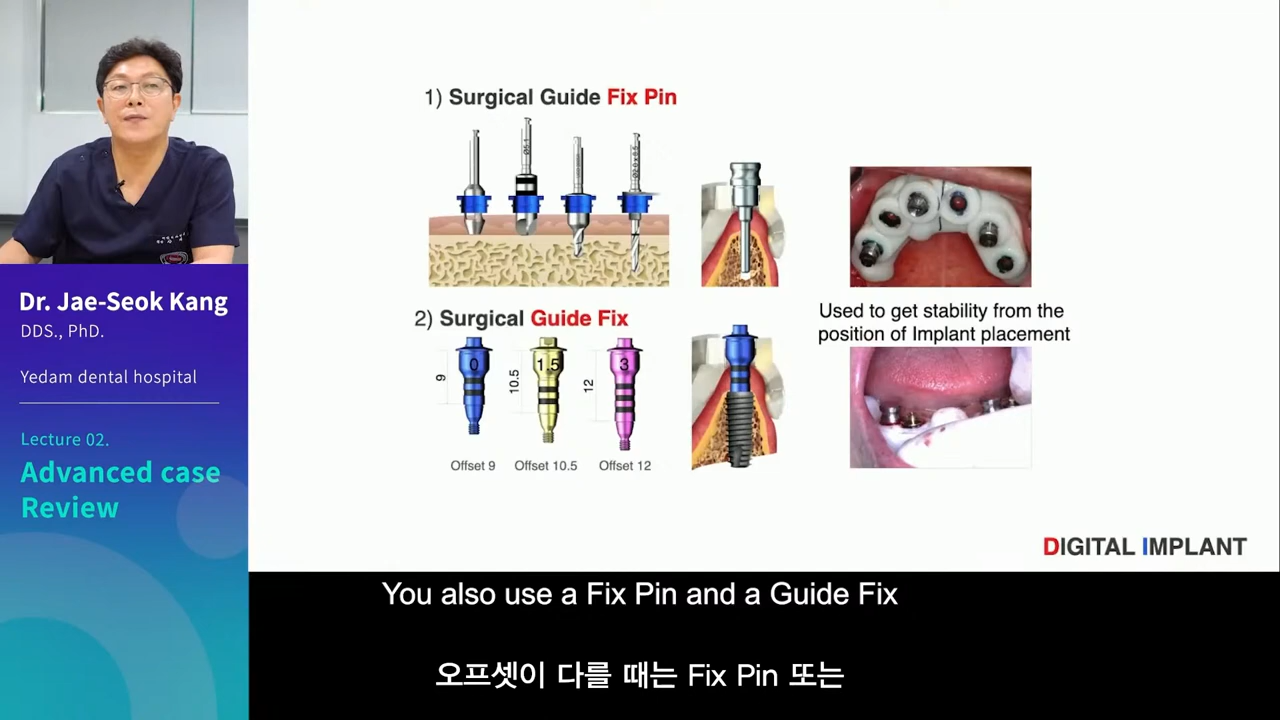 Dr. Jae-Seok Kang
DDS., PhD.
Yedam dental hospital
Lecture 02.
Advanced case
Review
1) Surgical Guide Fix Pin
2) Surgical Guide Fix
9
0
10.5
1.5
12
3
Offset 9
Offset 10.5
Offset 12
Used to get stability from the
position of Implant placement
DIGITAL IMPLANT
You also use a Fix Pin and a Guide Fix
오프셋이 다를 때는 Fix Pin 또는